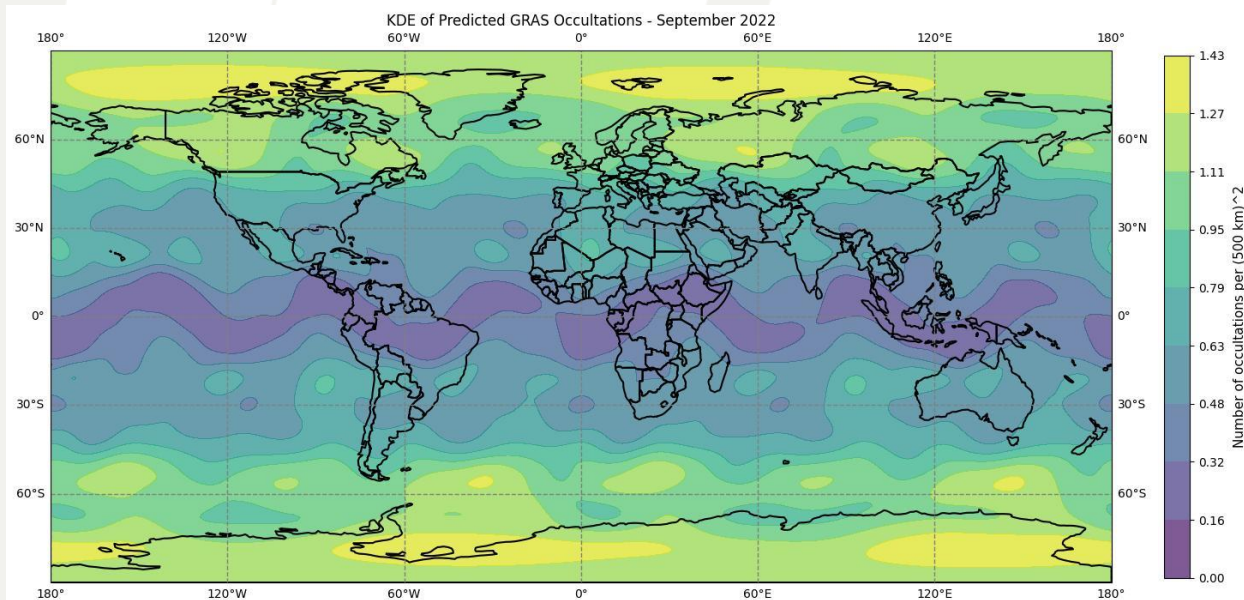 KDE of Predicted GRAS Occultations - September 2022
180° 120°W 60°W 0° 60°E 120°E 180°
60°N 60°N
30°N 30°N
0° 0°
30°S 30°S
60°S 60°S
180° 120°W 60°W 0° 60°E 120°E 180°
1.43
1.27
1.11
0.95
0.79
0.63
0.48
0.32
0.16
0.00
Number of occultations per (500 km)^2